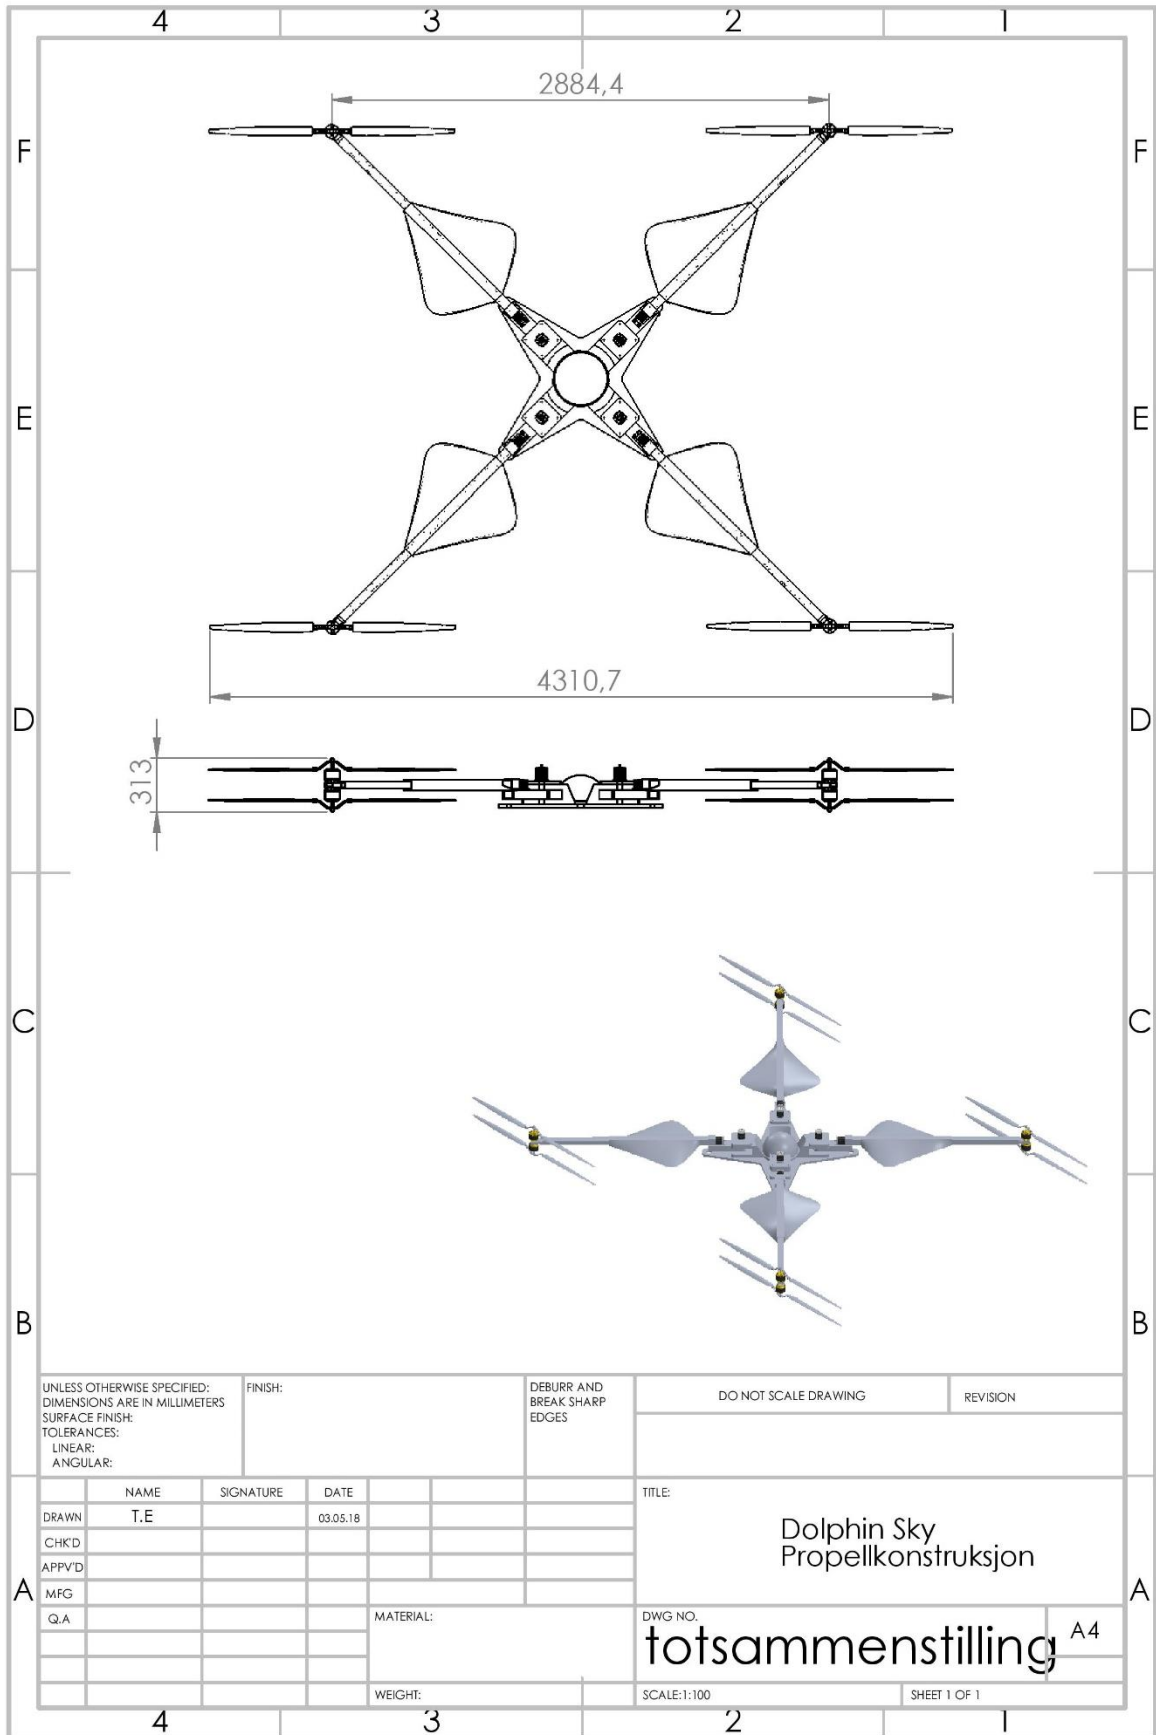 4 3 2 1
2884,4
F F
E E
4310,7
D D
313
C C
B B
UNLESS OTHERWISE SPECIFIED:
DIMENSIONS ARE IN MILLIMETERS
SURFACE FINISH:
TOLERANCES:
LINEAR:
ANGULAR:
FINISH:
DEBURR AND
BREAK SHARP
EDGES
DO NOT SCALE DRAWING
REVISION
NAME SIGNATURE DATE
DRAWN T.E 03.05.18
CHK'D
APPV'D
MFG
Q.A
MATERIAL:
WEIGHT:
TITLE:
Dolphin Sky
Propellkonstruksjon
A A
DWG NO.
totsammenstilling
A4
SCALE:1:100
SHEET 1 OF 1
4 3 2 1